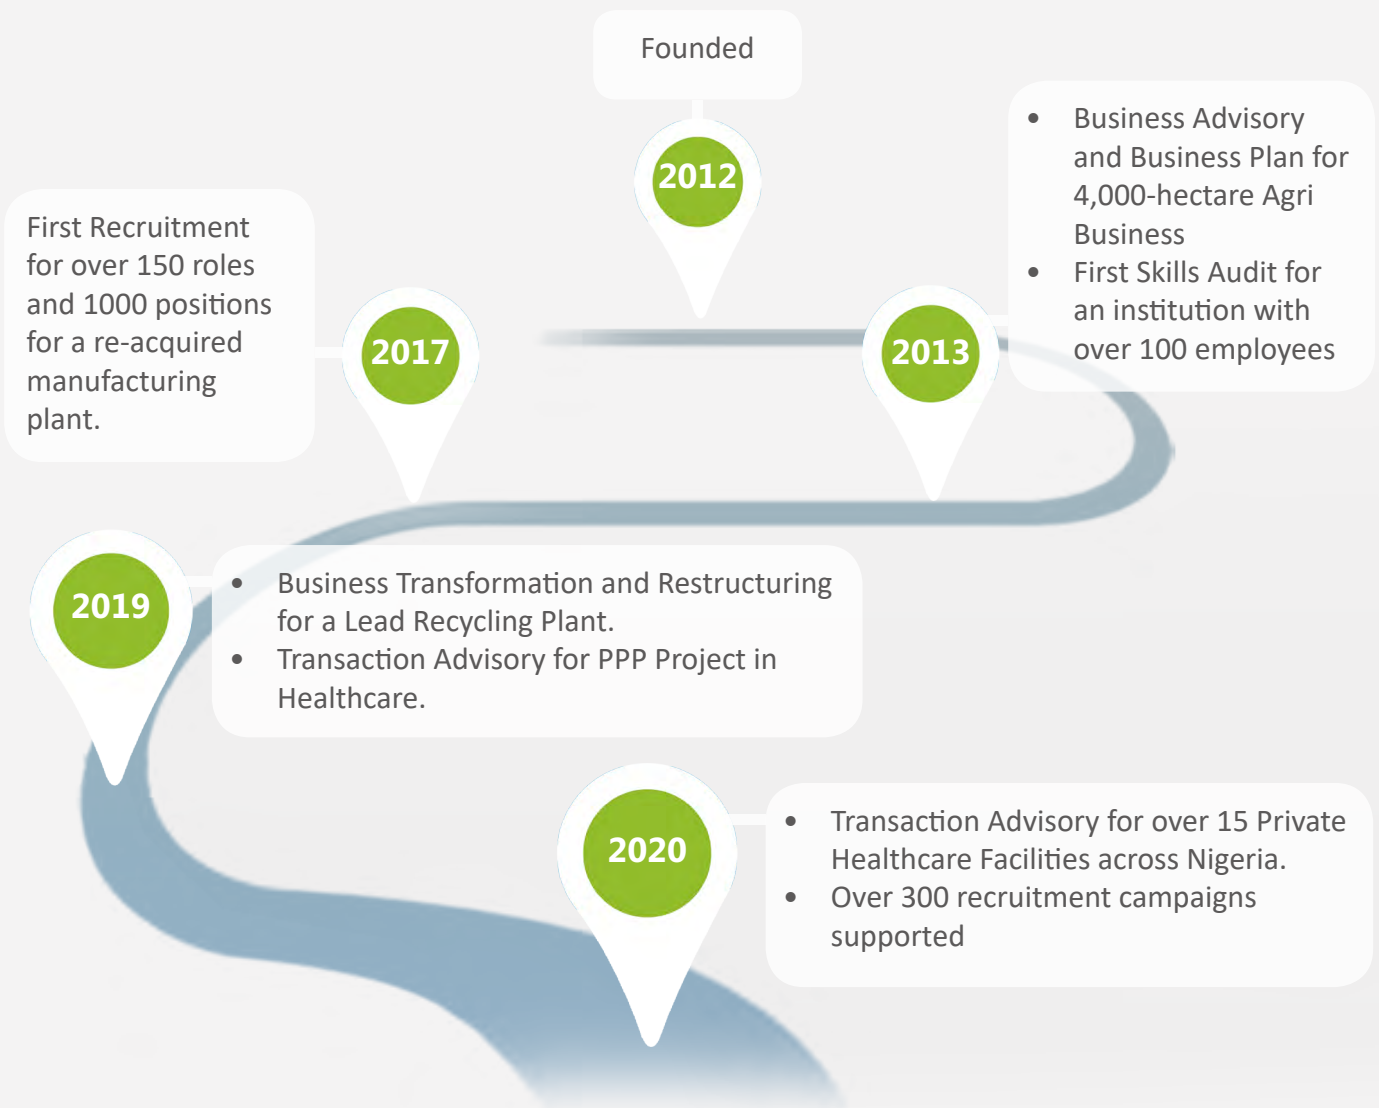 Founded
2012
• Business Advisory
and Business Plan for
4,000-hectare Agri
Business
• First Skills Audit for
an institution with
over 100 employees
2013
First Recruitment
for over 150 roles
and 1000 positions
for a re-acquired
manufacturing
plant.
2017
2019
• Business Transformation and Restructuring
for a Lead Recycling Plant.
• Transaction Advisory for PPP Project in
Healthcare.
2020
• Transaction Advisory for over 15 Private
Healthcare Facilities across Nigeria.
• Over 300 recruitment campaigns
supported